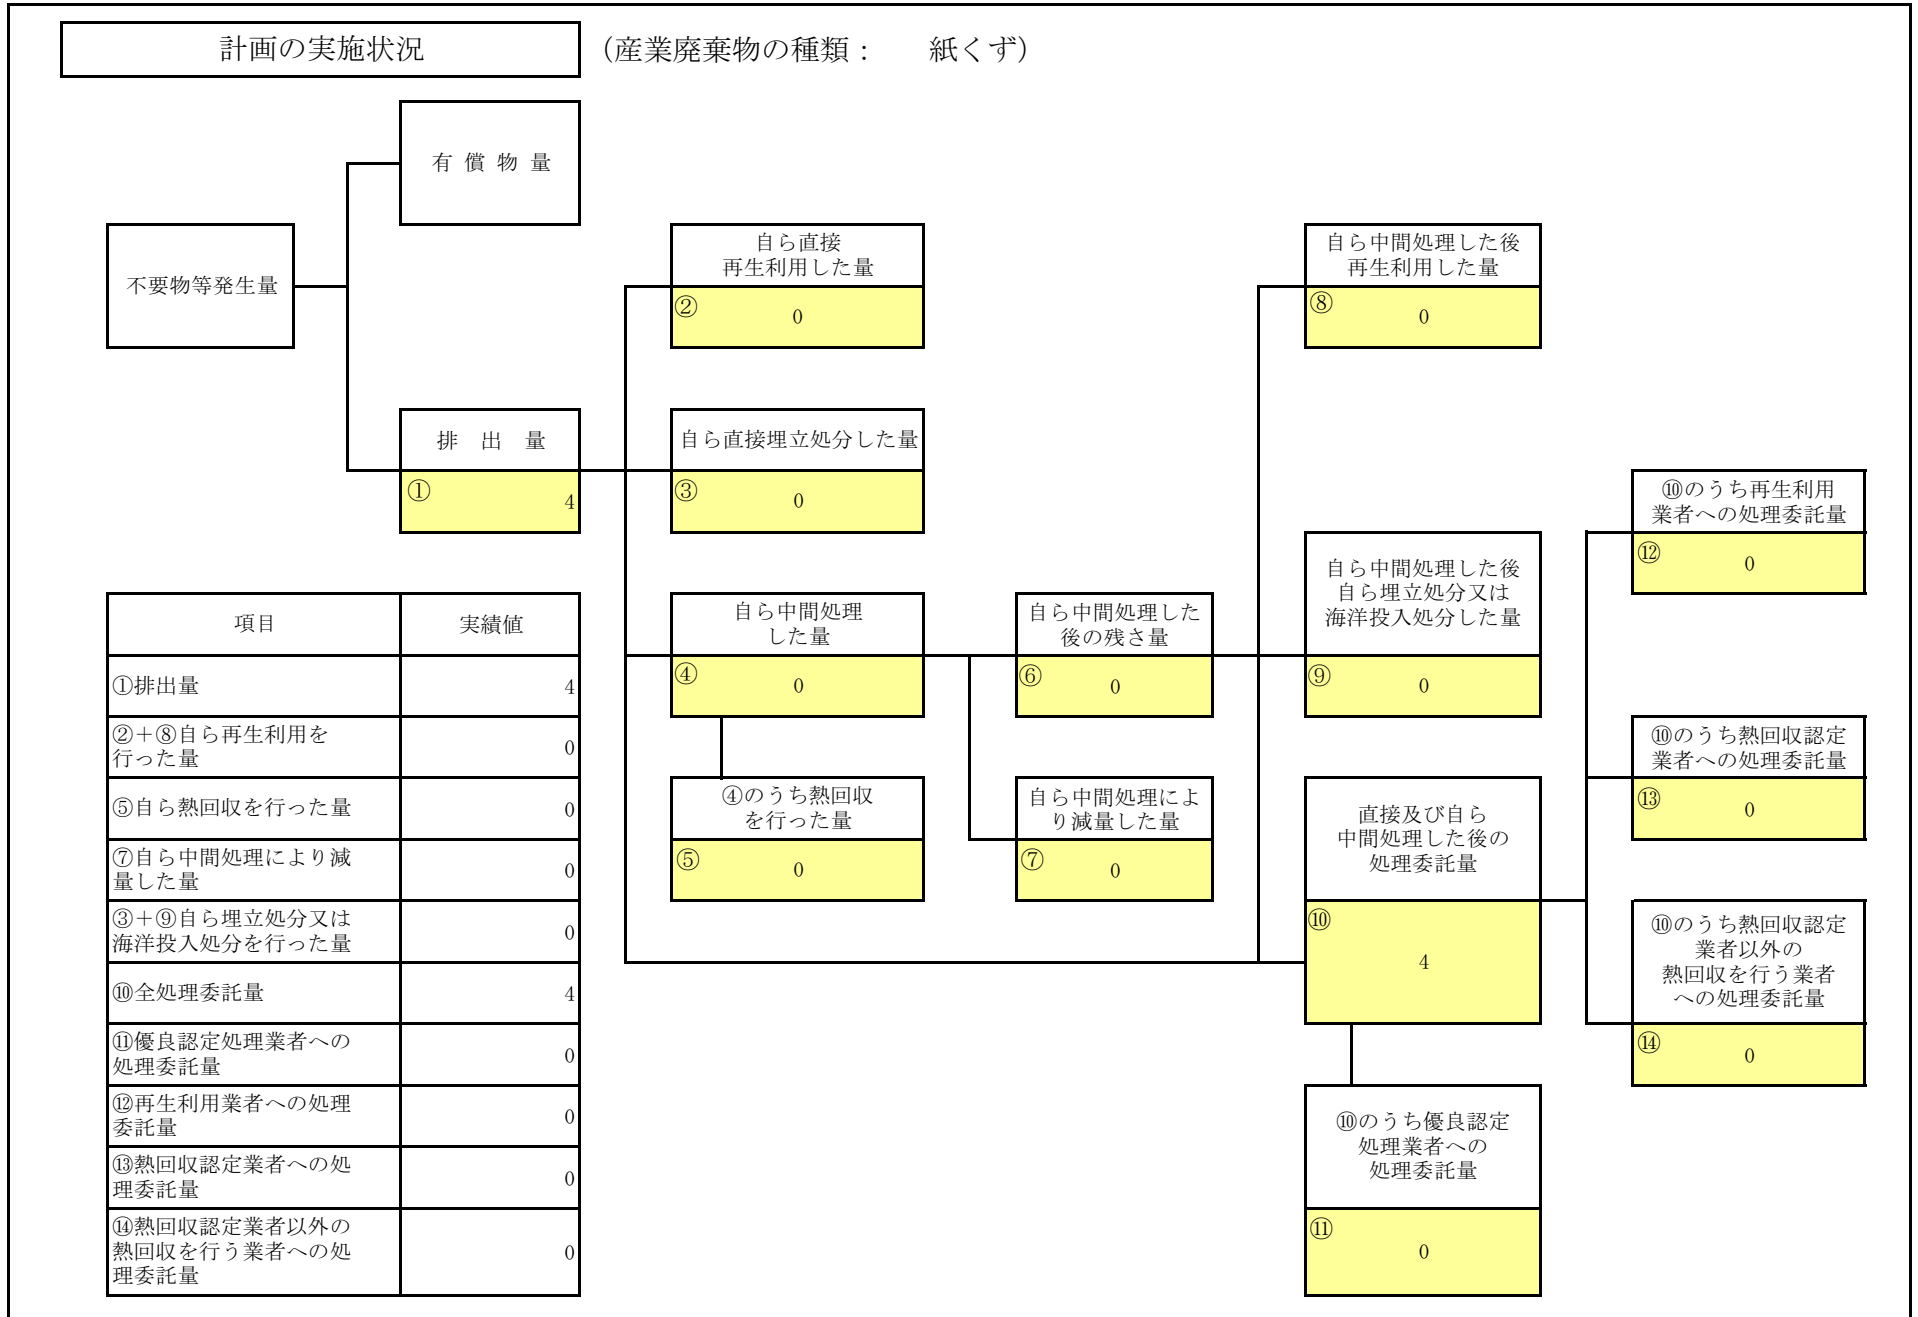 計画の実施状況
（産業廃棄物の種類： 紙くず）
有償物量
不要物等発生量
自ら直接
再生利用した量
②
0
自ら中間処理した後
再生利用した量
⑧
0
排出量
①
4
自ら直接埋立処分した量
③
0
⑩のうち再生利用
業者への処理委託量
⑫
0
自ら中間処理
した量
④
0
自ら中間処理した
後の残さ量
⑥
0
自ら中間処理した後
自ら埋立処分又は
海洋投入処分した量
⑨
0
④のうち熱回収
を行った量
⑤
0
自ら中間処理によ
り減量した量
⑦
0
直接及び自ら
中間処理した後の
処理委託量
⑩
4
⑩のうち熱回収認定
業者への処理委託量
⑬
0
⑩のうち熱回収認定
業者以外の
熱回収を行う業者
への処理委託量
⑭
0
⑩のうち優良認定
処理業者への
処理委託量
⑪
0
項目 実績値
①排出量 4
②＋⑧自ら再生利用を
行った量 0
⑤自ら熱回収を行った量 0
⑦自ら中間処理により減
量した量 0
③＋⑨自ら埋立処分又は
海洋投入処分を行った量 0
⑩全処理委託量 4
⑪優良認定処理業者への
処理委託量 0
⑫再生利用業者への処理
委託量 0
⑬熱回収認定業者への処
理委託量 0
⑭熱回収認定業者以外の
熱回収を行う業者への処
理委託量 0